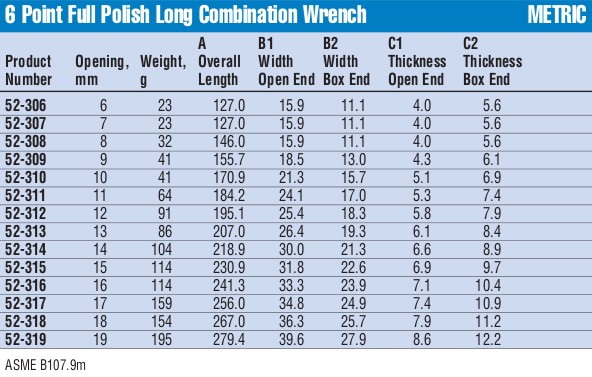 6 Point Full Polish Long Combination Wrench METRIC
A B1 B2 C1 C2
Product Opening, Weight, Overall Width Width Thickness Thickness
Number mm g Length Open End Box End Open End Box End
52-306 6 23 127.0 15.9 11.1 4.0 5.6
52-307 7 23 127.0 15.9 11.1 4.0 5.6
52-308 8 32 146.0 15.9 11.1 4.0 5.6
52-309 9 41 155.7 18.5 13.0 4.3 6.1
52-310 10 41 170.9 21.3 15.7 5.1 6.9
52-311 11 64 184.2 24.1 17.0 5.3 7.4
52-312 12 91 195.1 25.4 18.3 5.8 7.9
52-313 13 86 207.0 26.4 19.3 6.1 8.4
52-314 14 104 218.9 30.0 21.3 6.6 8.9
52-315 15 114 230.9 31.8 22.6 6.9 9.7
52-316 16 114 241.3 33.3 23.9 7.1 10.4
52-317 17 159 256.0 34.8 24.9 7.4 10.9
52-318 18 154 267.0 36.3 25.7 7.9 11.2
52-319 19 195 279.4 39.6 27.9 8.6 12.2
ASME B107.9m